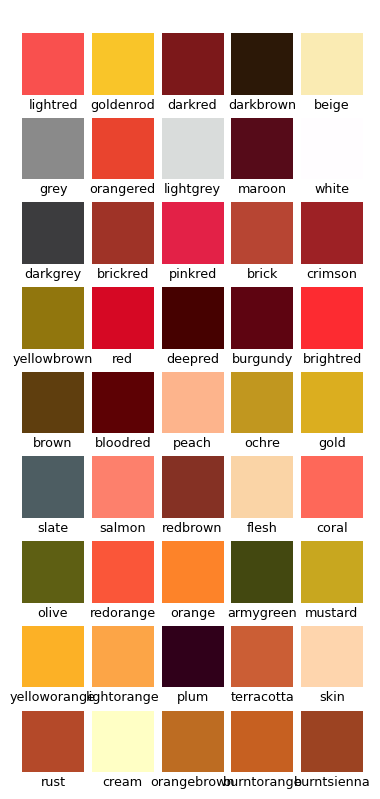 lightred goldenrod darkred darkbrown beige
grey orangered lightgrey maroon white
darkgrey brickred pinkred brick crimson
yellowbrown red deepred burgundy brightred
brown bloodred peach ochre gold
slate salmon redbrown flesh coral
olive redorange orange armygreen mustard
yelloworange lightorange plum terracotta skin
rust cream orangebrown burntorange burntsienna